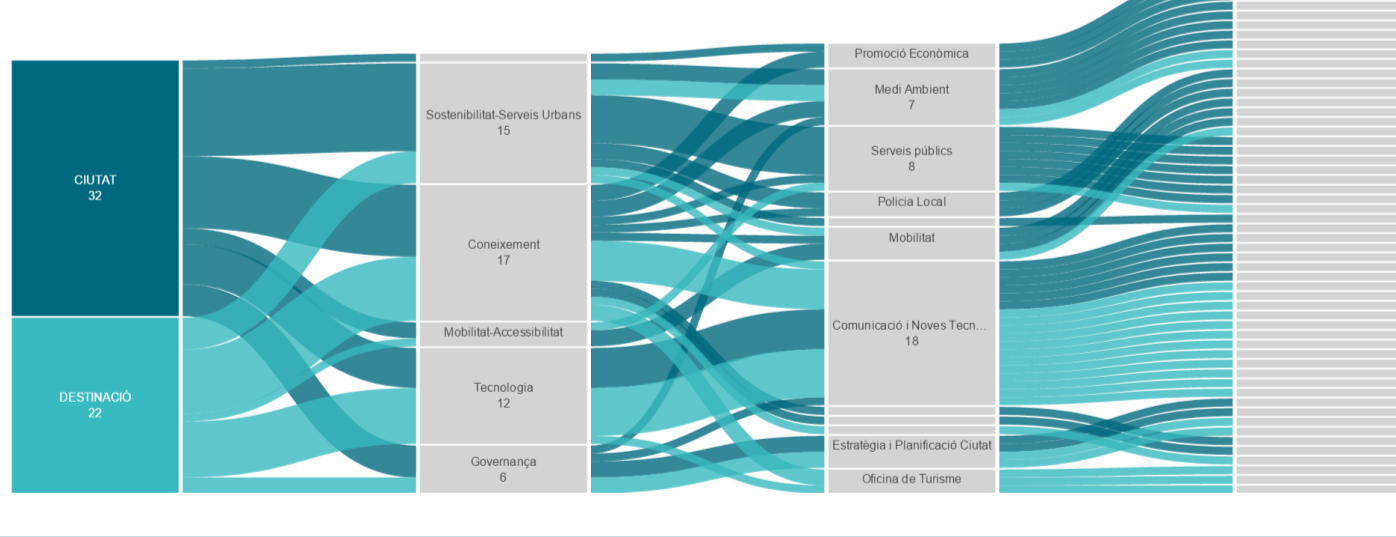 CIUTAT
32
DESTINACIÓ
22
Sostenibilitat-Serveis Urbans
15
Coneixement
17
Mobilitat-Accessibilitat
Tecnologia
12
Governança
6
Promoció Econòmica
Medi Ambient
7
Serveis públics
8
Policia Local
Mobilitat
Comunicació i Noves Tecn...
18
Estratègia i Planificació Ciutat
Oficina de Turisme